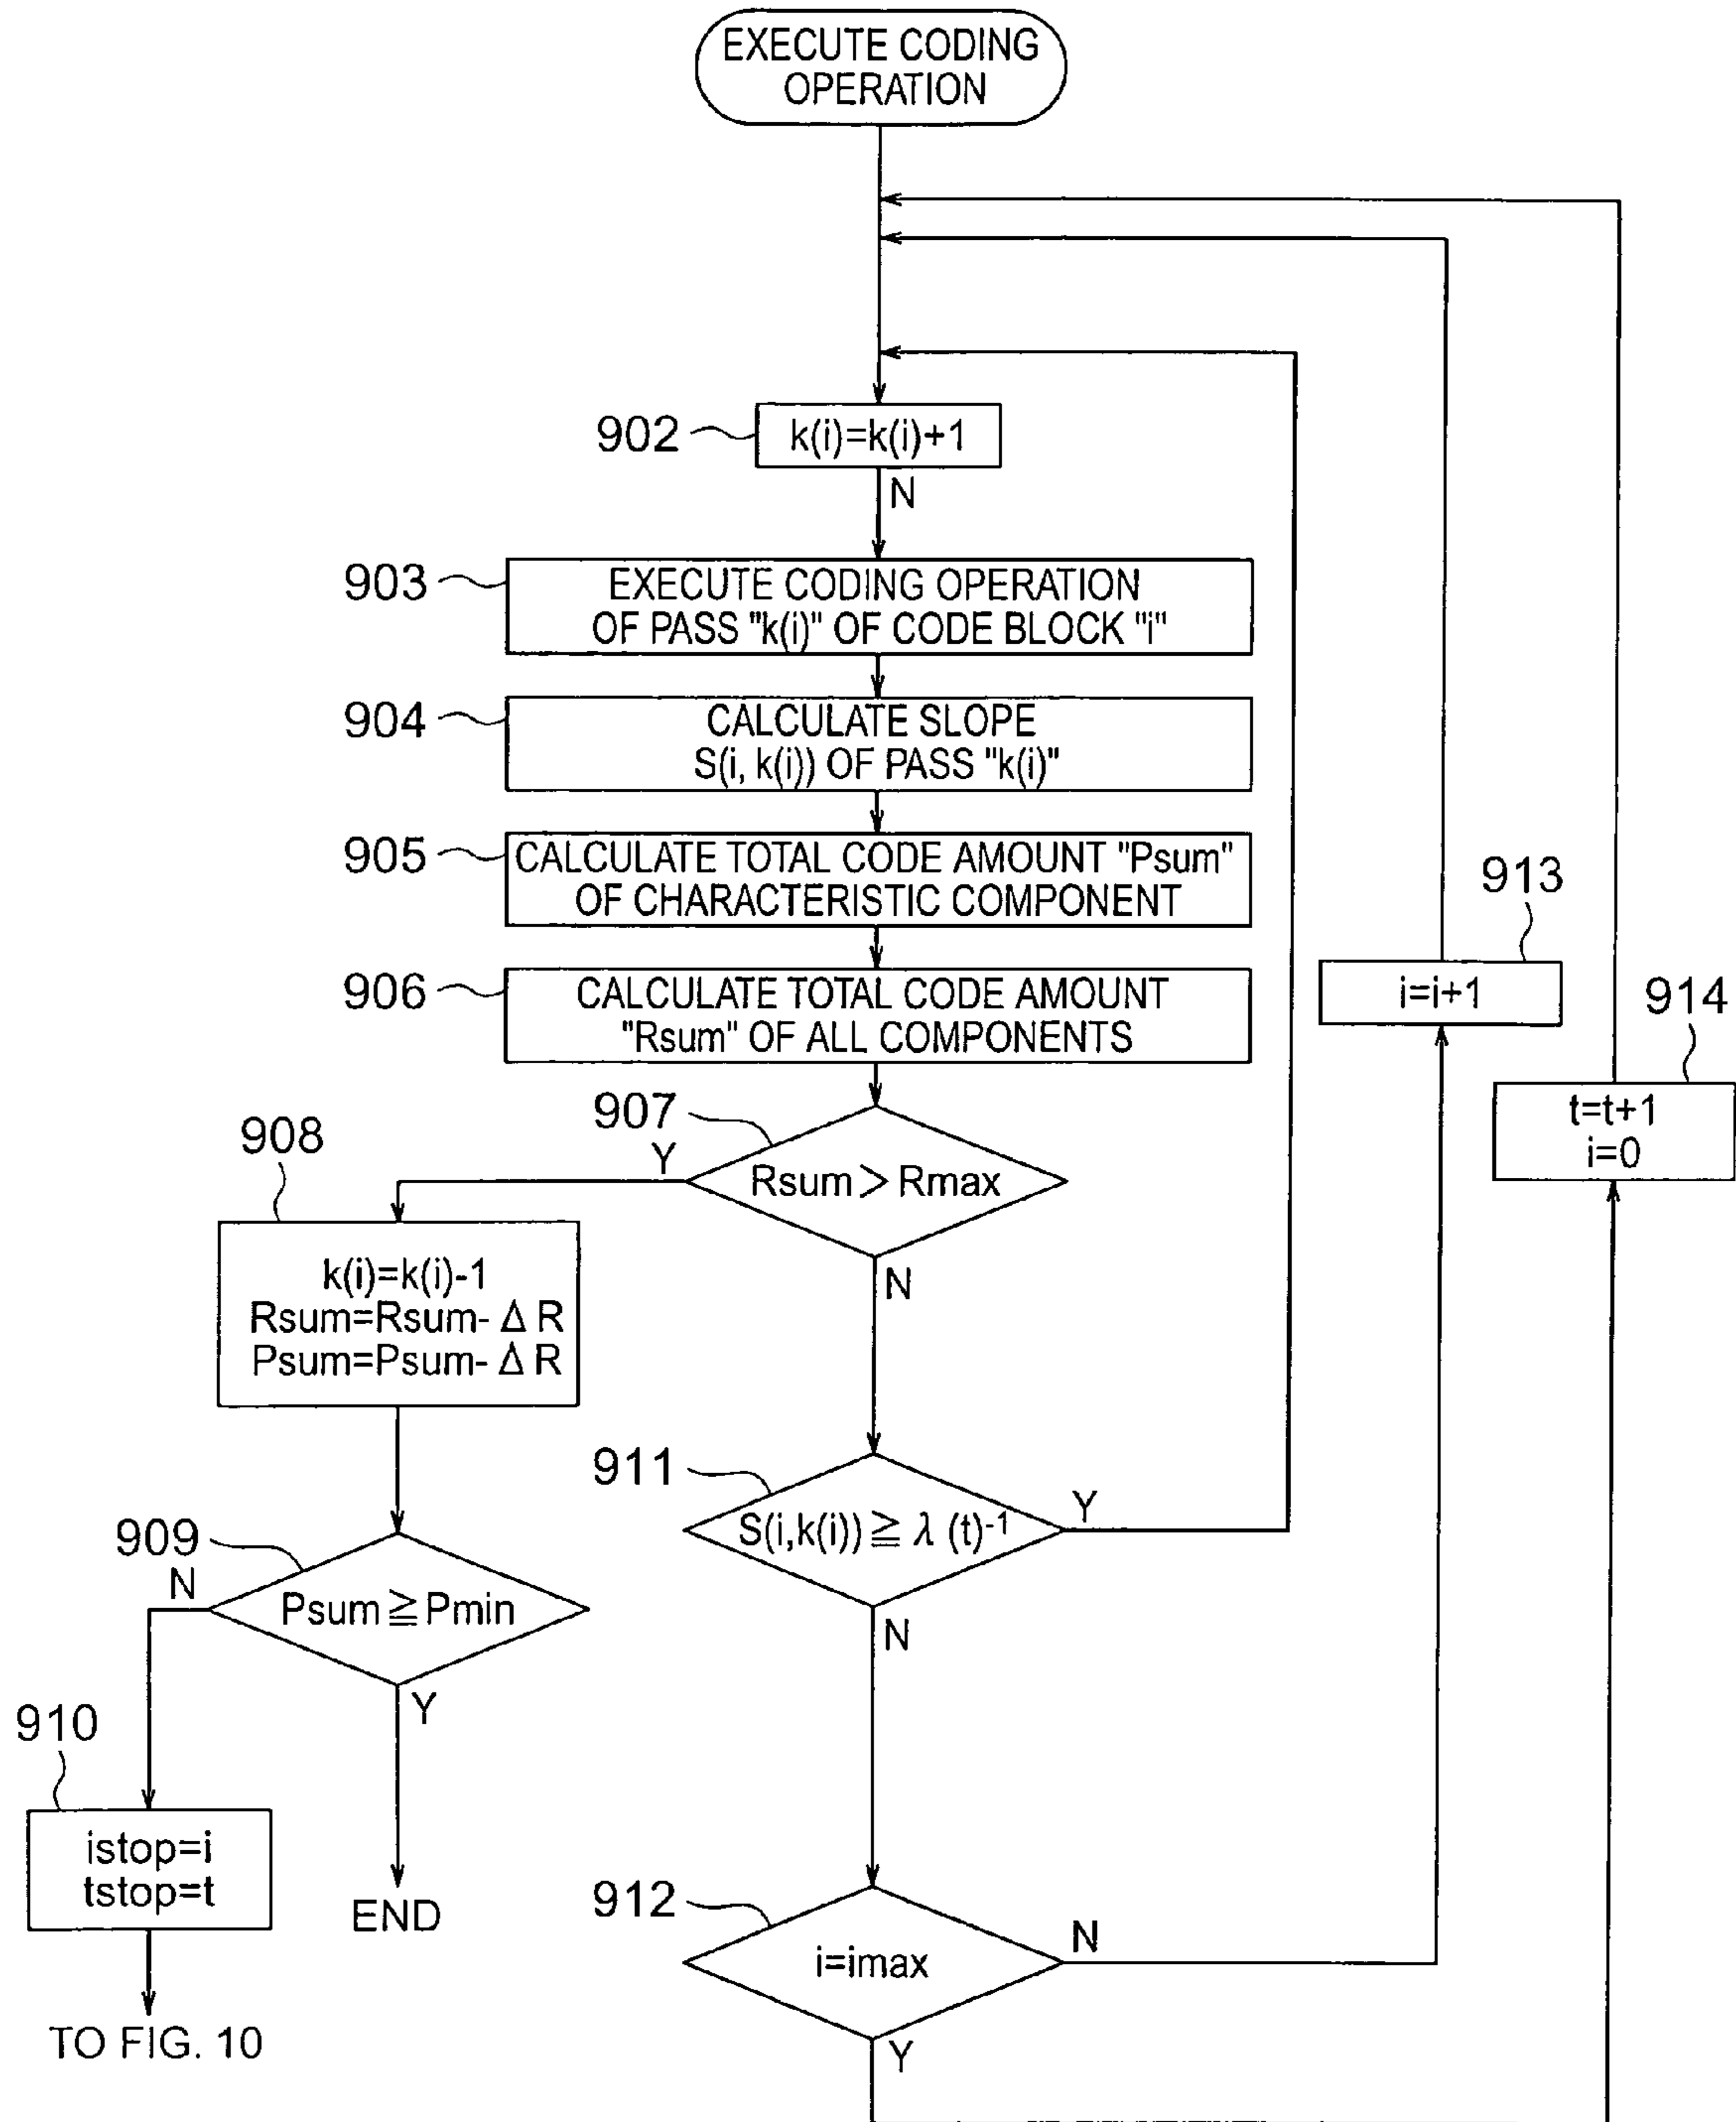 EXECUTE CODING
OPERATION
902
k(i)=k(i)+1
N
903
EXECUTE CODING OPERATION
OF PASS "k(i)" OF CODE BLOCK "i"
904
CALCULATE SLOPE
S(i, k(i)) OF PASS "k(i)"
905
CALCULATE TOTAL CODE AMOUNT "Psum"
OF CHARACTERISTIC COMPONENT
906
CALCULATE TOTAL CODE AMOUNT
"Rsum" OF ALL COMPONENTS
913
i=i+1
914
t=t+1
i=0
907
Rsum > Rmax
Y
N
908
k(i)=k(i)-1
Rsum=Rsum- Δ R
Psum=Psum- Δ R
909
Psum ≧ Pmin
N
Y
910
istop=i
tstop=t
TO FIG. 10
END
911
S(i,k(i)) ≧ λ (t)⁻¹
Y
N
912
i=imax
N
Y